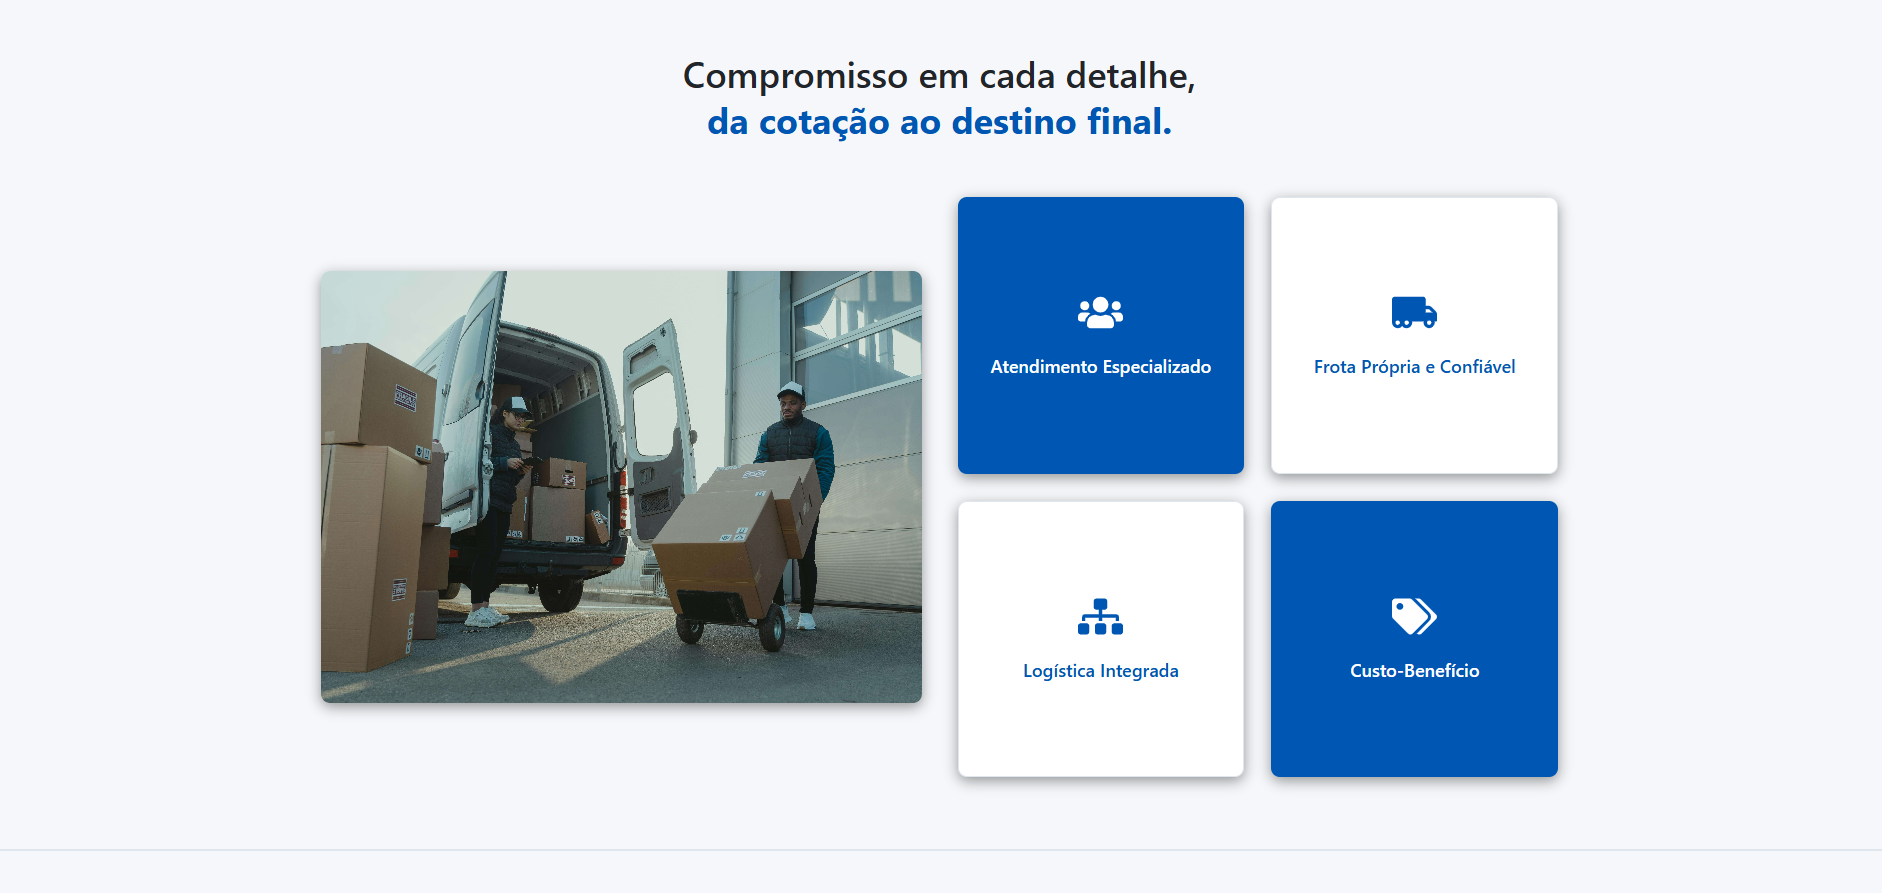 Compromisso em cada detalhe,
da cotação ao destino final.
Atendimento Especializado
Frota Própria e Confiável
Logística Integrada
Custo-Benefício